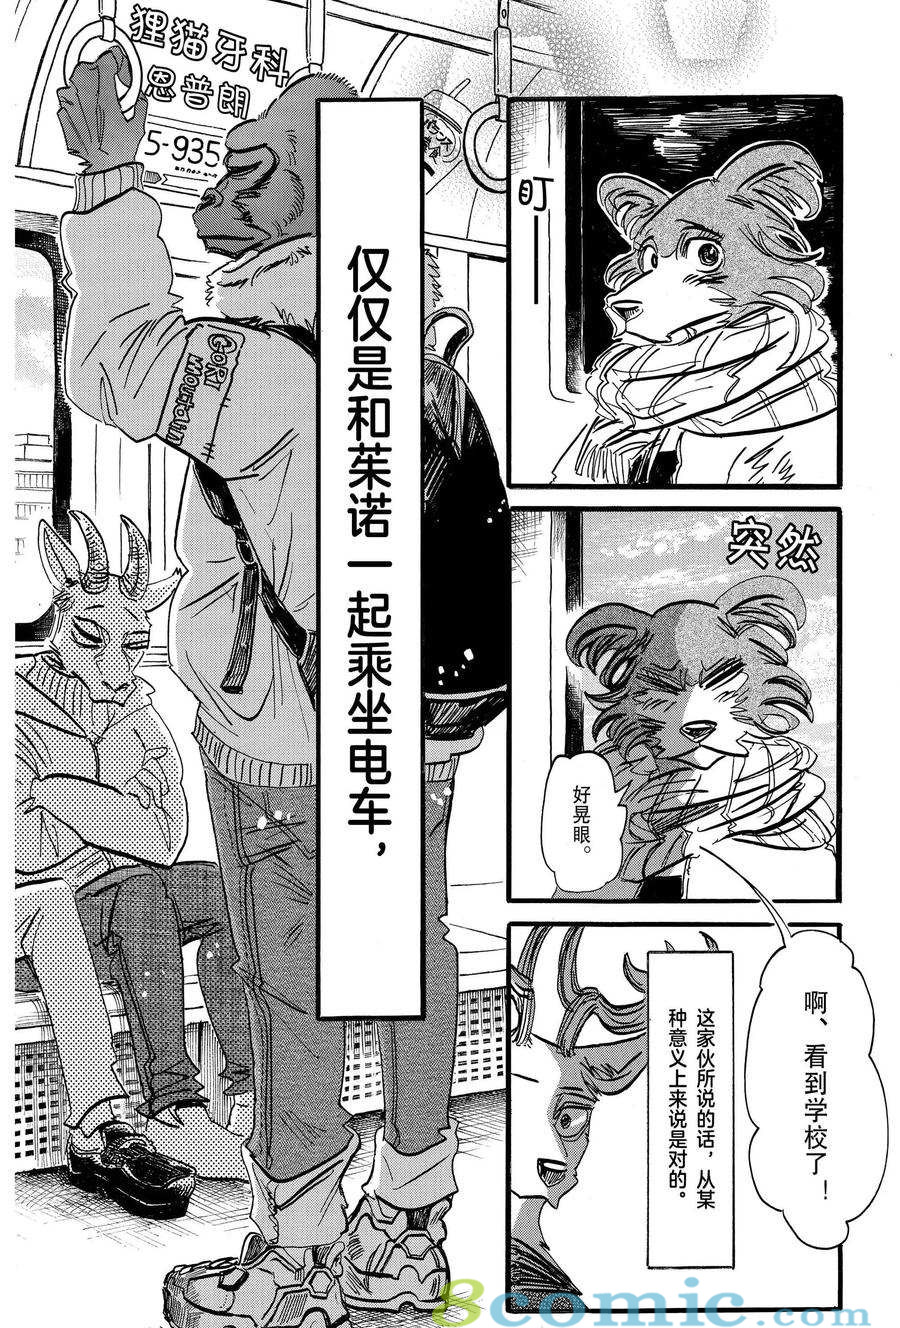 盯——
突然
好晃眼。
啊、看到学校了！
这家伙所说的话，从某
种意义上来说是对的。
仅仅是和茱诺一起乘坐电车，
狸猫牙科
恩普朗
5-935
GORI
Mountain
8comic.com